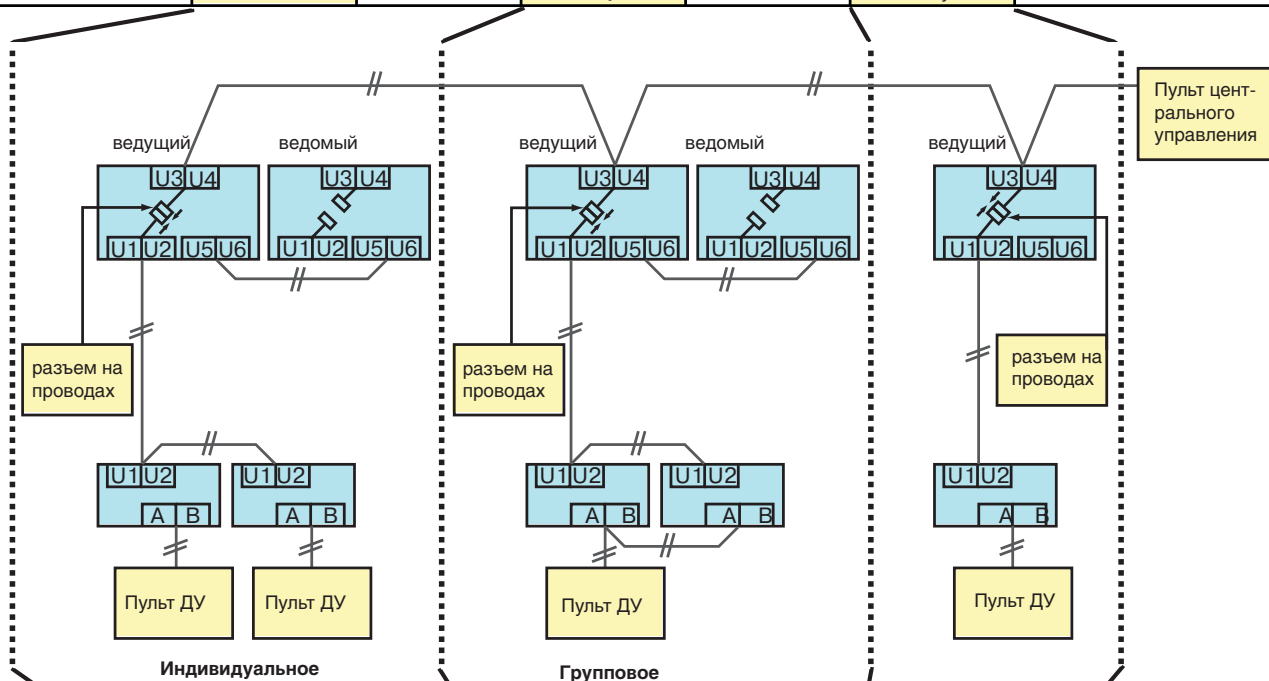 Пульт цент-
рального
управления
ведущий ведомый ведущий ведомый ведущий
U3 U4 U3 U4 U3 U4 U3 U4 U3 U4
U1 U2 U5 U6 U1 U2 U5 U6 U1 U2 U5 U6 U1 U2 U5 U6 U1 U2 U5 U6
разъем на
проводах
разъем на
проводах
разъем на
проводах
U1 U2 U1 U2 U1 U2 U1 U2 U1 U2
A B A B A B A B A B
Пульт ДУ Пульт ДУ Пульт ДУ Пульт ДУ
Индивидуальное Групповое